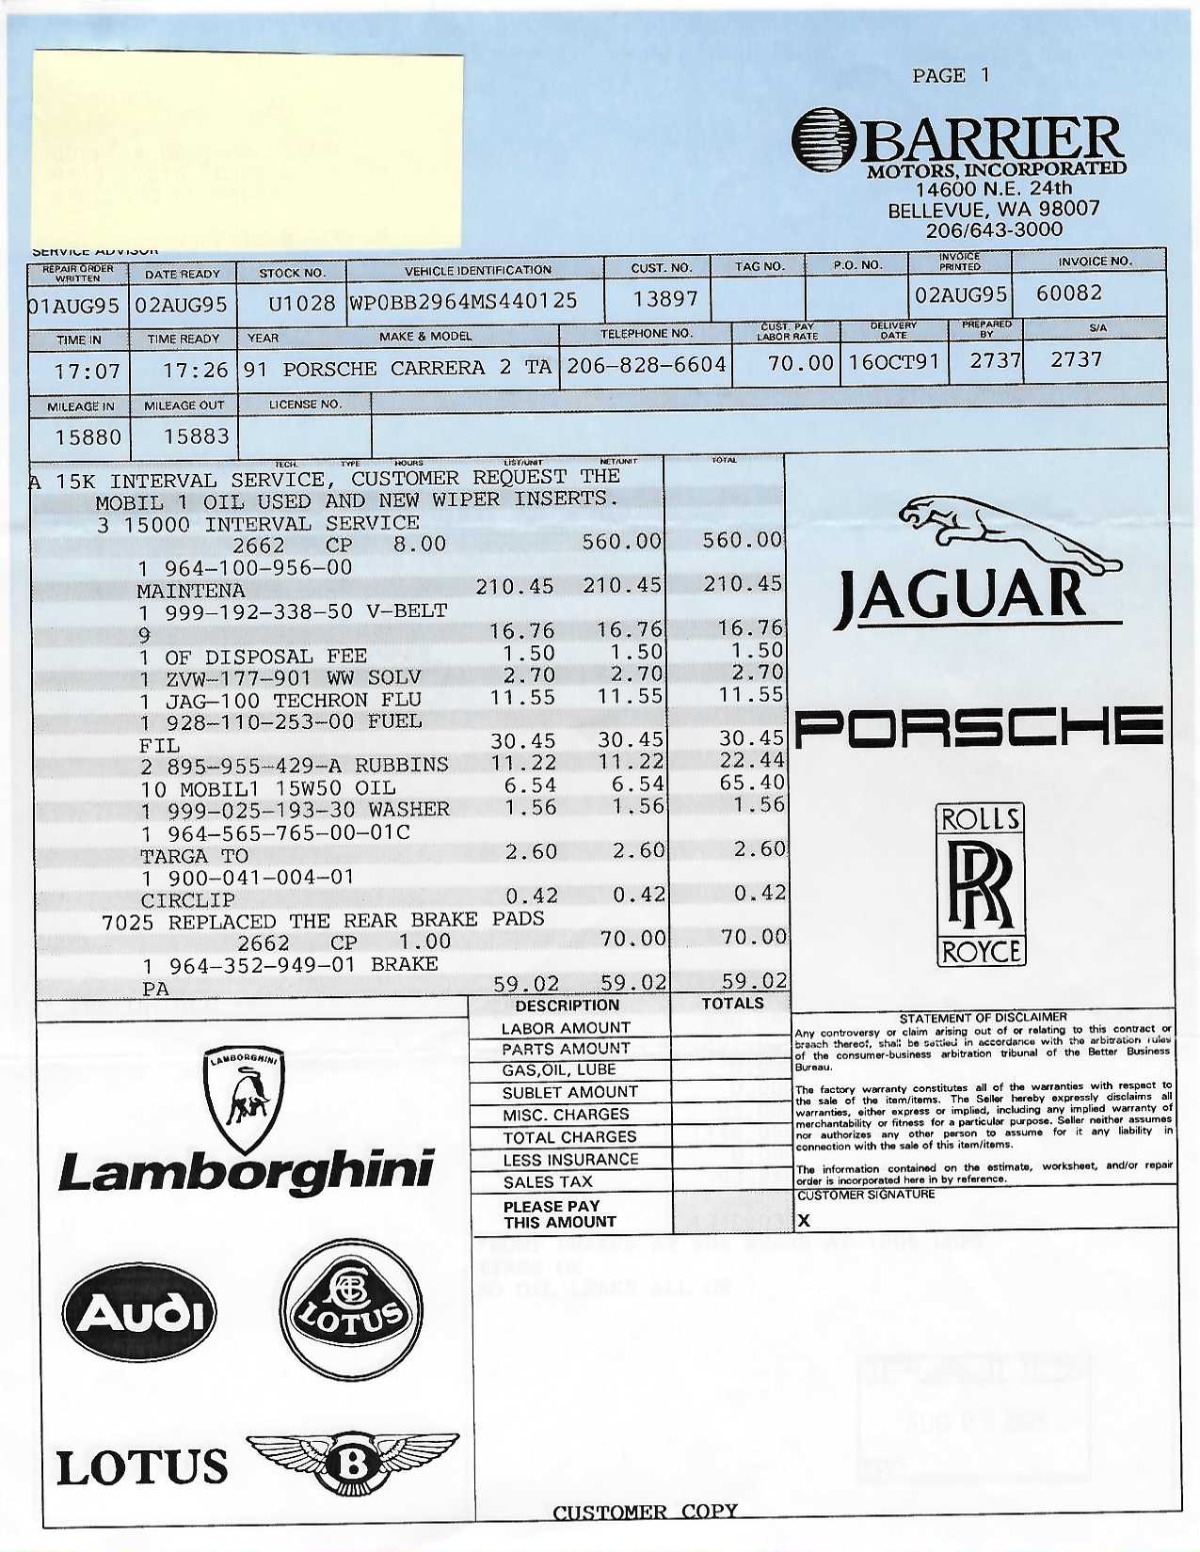 PAGE 1
BARRIER
MOTORS, INCORPORATED
14600 N.E. 24th
BELLEVUE, WA 98007
206/643-3000
SERVICE ADVISOR
REPAIR ORDER WRITTEN DATE READY STOCK NO. VEHICLE IDENTIFICATION CUST. NO. TAG NO. P.O. NO. INVOICE PRINTED INVOICE NO.
01AUG95 02AUG95 U1028 WP0BB2964MS440125 13897 02AUG95 60082
TIME IN TIME READY YEAR MAKE & MODEL TELEPHONE NO. CUST. PAY LABOR RATE DELIVERY DATE PREPARED BY S/A
17:07 17:26 91 PORSCHE CARRERA 2 TA 206-828-6604 70.00 16OCT91 2737 2737
MILEAGE IN MILEAGE OUT LICENSE NO.
15880 15883
TECH. TYPE HOURS LIST/UNIT NET/UNIT TOTAL
A 15K INTERVAL SERVICE, CUSTOMER REQUEST THE
MOBIL 1 OIL USED AND NEW WIPER INSERTS.
3 15000 INTERVAL SERVICE
2662 CP 8.00 560.00 560.00
1 964-100-956-00
MAINTENA 210.45 210.45 210.45
1 999-192-338-50 V-BELT
9 16.76 16.76 16.76
1 OF DISPOSAL FEE 1.50 1.50 1.50
1 ZVW-177-901 WW SOLV 2.70 2.70 2.70
1 JAG-100 TECHRON FLU 11.55 11.55 11.55
1 928-110-253-00 FUEL
FIL 30.45 30.45 30.45
2 895-955-429-A RUBBINS 11.22 11.22 22.44
10 MOBIL1 15W50 OIL 6.54 6.54 65.40
1 999-025-193-30 WASHER 1.56 1.56 1.56
1 964-565-765-00-01C
TARGA TO 2.60 2.60 2.60
1 900-041-004-01
CIRCLIP 0.42 0.42 0.42
7025 REPLACED THE REAR BRAKE PADS
2662 CP 1.00 70.00 70.00
1 964-352-949-01 BRAKE
PA 59.02 59.02 59.02
JAGUAR
PORSCHE
ROLLS
RR
ROYCE
DESCRIPTION TOTALS
LABOR AMOUNT
PARTS AMOUNT
GAS,OIL, LUBE
SUBLET AMOUNT
MISC. CHARGES
TOTAL CHARGES
LESS INSURANCE
SALES TAX
PLEASE PAY
THIS AMOUNT
STATEMENT OF DISCLAIMER
Any controversy or claim arising out of or relating to this contract or
breach thereof, shall be settled in accordance with the arbitration rules
of the consumer-business arbitration tribunal of the Better Business
Bureau.
The factory warranty constitutes all of the warranties with respect to
the sale of the item/items. The Seller hereby expressly disclaims all
warranties, either express or implied, including any implied warranty of
merchantability or fitness for a particular purpose. Seller neither assumes
nor authorizes any other person to assume for it any liability in
connection with the sale of this item/items.
The information contained on the estimate, worksheet, and/or repair
order is incorporated here in by reference.
CUSTOMER SIGNATURE
X
LAMBORGHINI
Lamborghini
Audi
LOTUS
LOTUS
B
CUSTOMER COPY